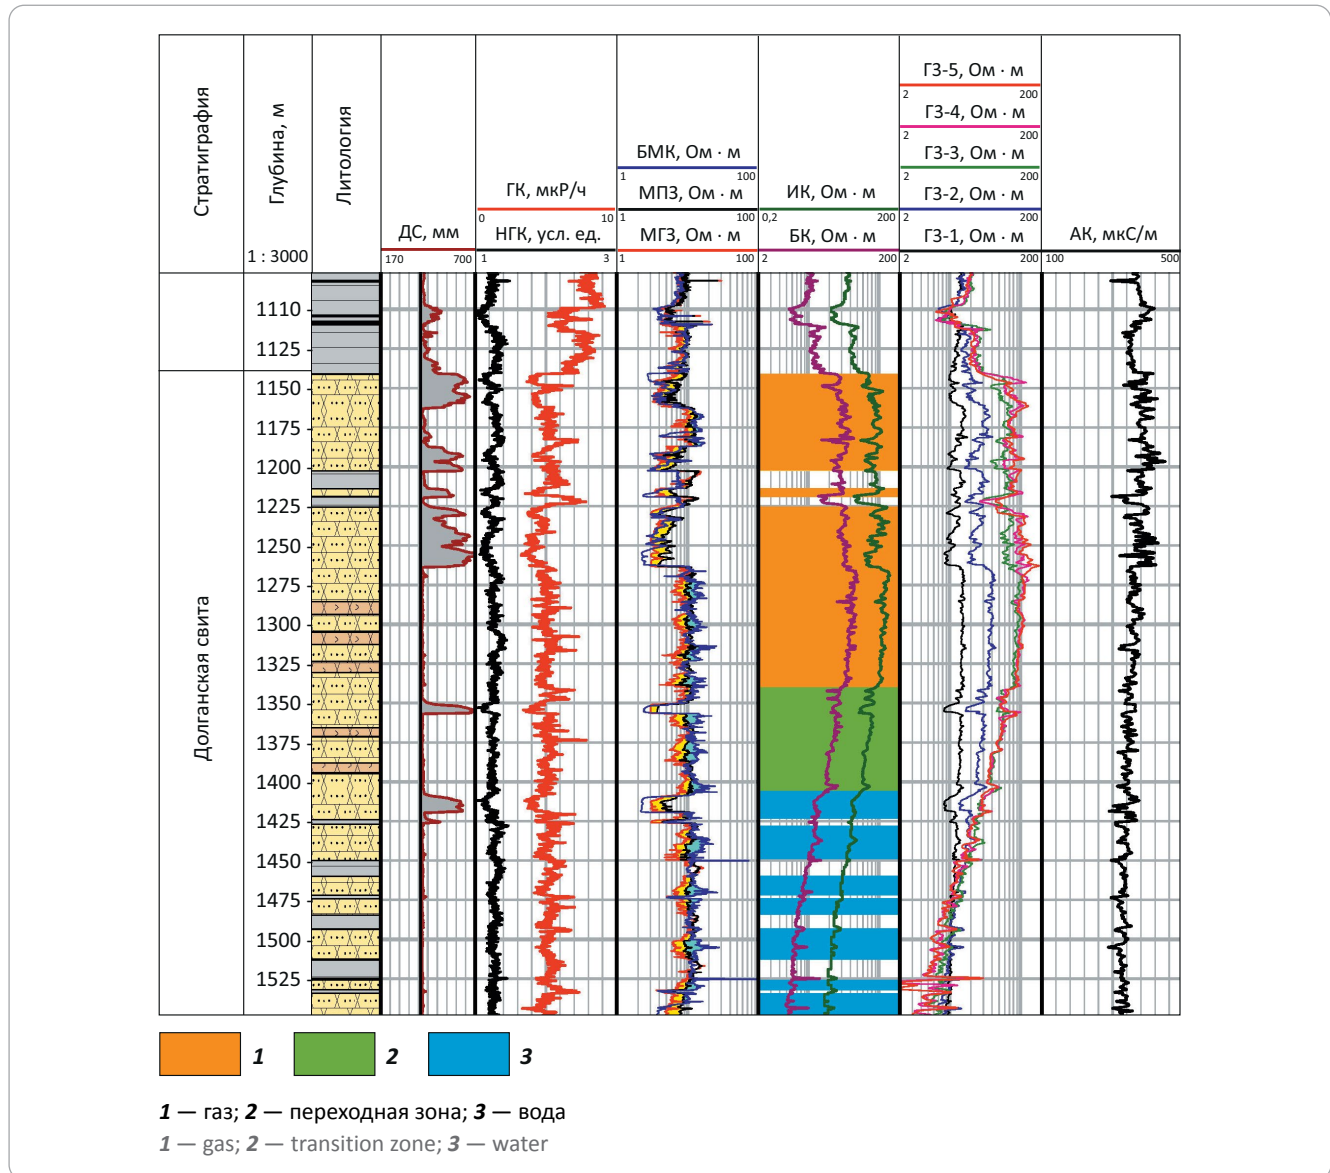 Стратиграфия
Глубина, м
1 : 3000
Литология
ДС, мм
170 700
ГК, мкР/ч
0 10
НГК, усл. ед.
1 3
БМК, Ом · м
1 100
МПЗ, Ом · м
1 100
МГЗ, Ом · м
1 100
ИК, Ом · м
0,2 200
БК, Ом · м
2 200
ГЗ-5, Ом · м
2 200
ГЗ-4, Ом · м
2 200
ГЗ-3, Ом · м
2 200
ГЗ-2, Ом · м
2 200
ГЗ-1, Ом · м
2 200
АК, мкС/м
100 500
Долганская свита
1110
1125
1150
1175
1200
1225
1250
1275
1300
1325
1350
1375
1400
1425
1450
1475
1500
1525
1 2 3
1 — газ; 2 — переходная зона; 3 — вода
1 — gas; 2 — transition zone; 3 — water